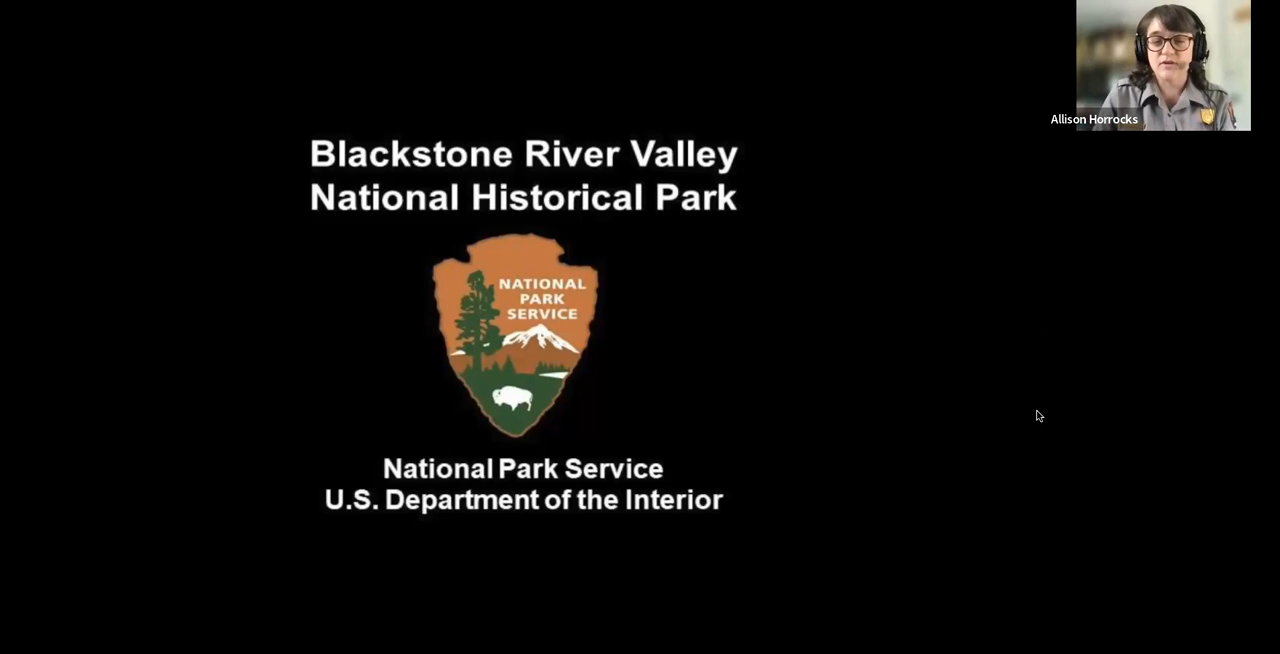 Allison Horrocks
Blackstone River Valley
National Historical Park
NATIONAL
PARK
SERVICE
National Park Service
U.S. Department of the Interior